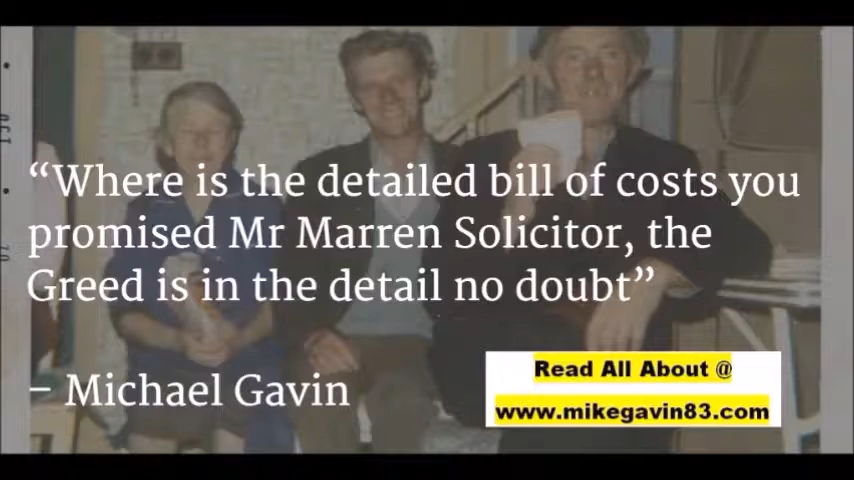 “Where is the detailed bill of costs you
promised Mr Marren Solicitor, the
Greed is in the detail no doubt”
– Michael Gavin
Read All About @
www.mikegavin83.com